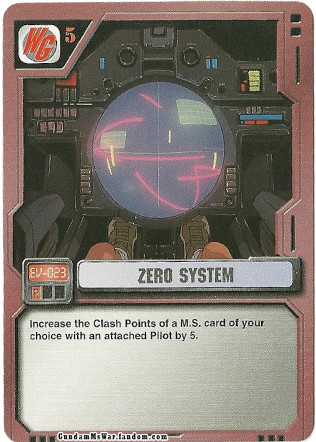 WG 5
ZERO SYSTEM
EV-023
Increase the Clash Points of a M.S. card of your
choice with an attached Pilot by 5.
GundamMsWar.fandom.com